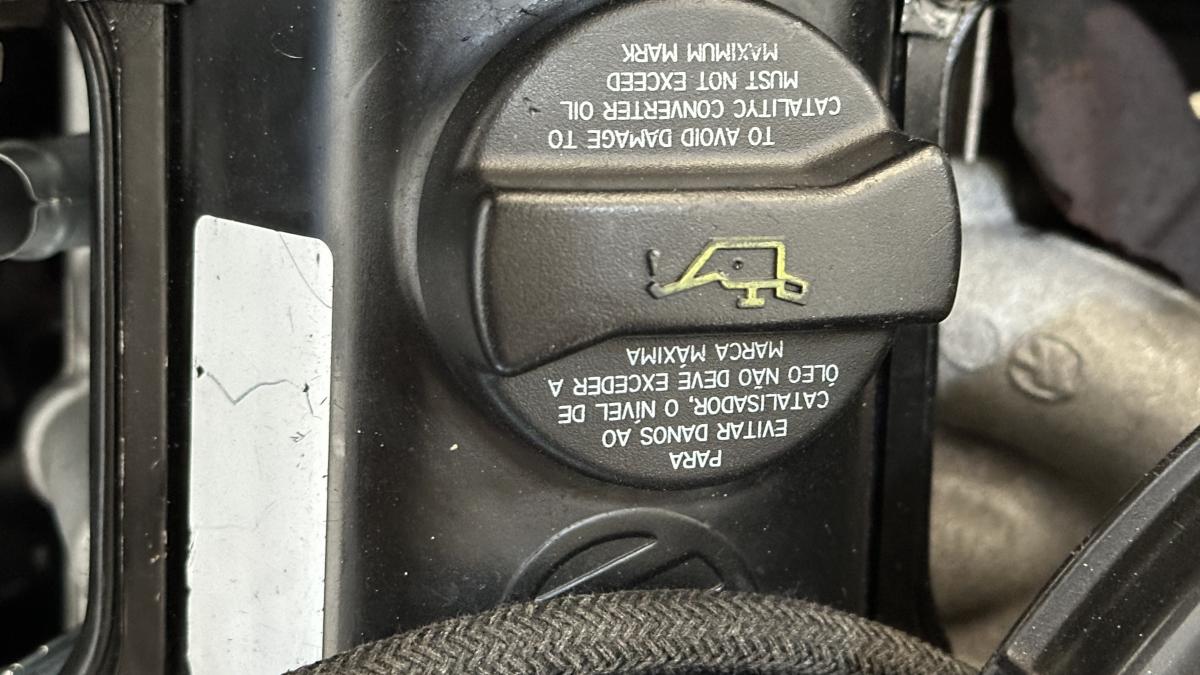 PARA
EVITAR DANOS AO
CATALISADOR, O NÍVEL DE
ÓLEO NÃO DEVE EXCEDER A
MARCA MÁXIMA
TO AVOID DAMAGE TO
CATALITYC CONVERTER OIL
MUST NOT EXCEED
MAXIMUM MARK